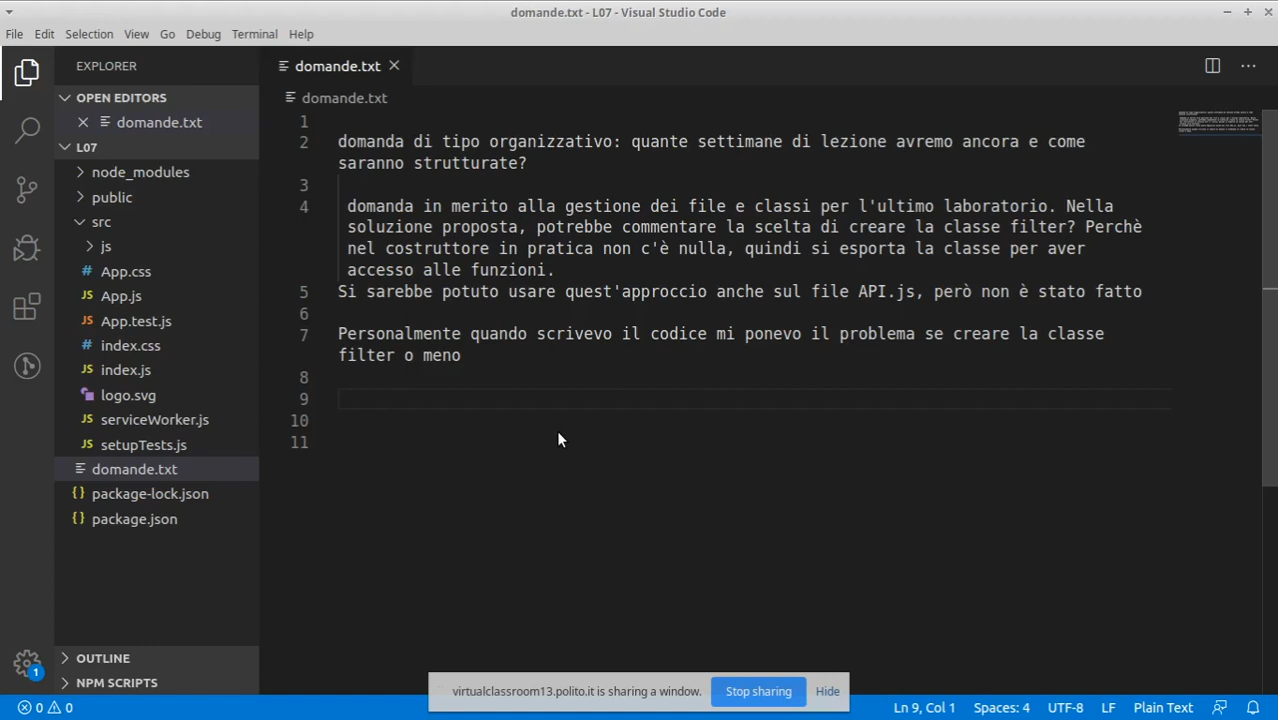 domande.txt - L07 - Visual Studio Code
File Edit Selection View Go Debug Terminal Help
EXPLORER
domande.txt
OPEN EDITORS
domande.txt
domande.txt
L07
node_modules
public
src
js
App.css
App.js
App.test.js
index.css
index.js
logo.svg
JS serviceWorker.js
JS setupTests.js
domande.txt
{} package-lock.json
{} package.json
OUTLINE
NPM SCRIPTS
1
2 domanda di tipo organizzativo: quante settimane di lezione avremo ancora e come
saranno strutturate?
3
4 domanda in merito alla gestione dei file e classi per l'ultimo laboratorio. Nella
soluzione proposta, potrebbe commentare la scelta di creare la classe filter? Perchè
nel costruttore in pratica non c'è nulla, quindi si esporta la classe per aver
accesso alle funzioni.
5 Si sarebbe potuto usare quest'approccio anche sul file API.js, però non è stato fatto
6
7 Personalmente quando scrivevo il codice mi ponevo il problema se creare la classe
filter o meno
8
9
10
11
virtualclassroom13.polito.it is sharing a window. Stop sharing Hide
1
0 0 Ln 9, Col 1 Spaces: 4 UTF-8 LF Plain Text